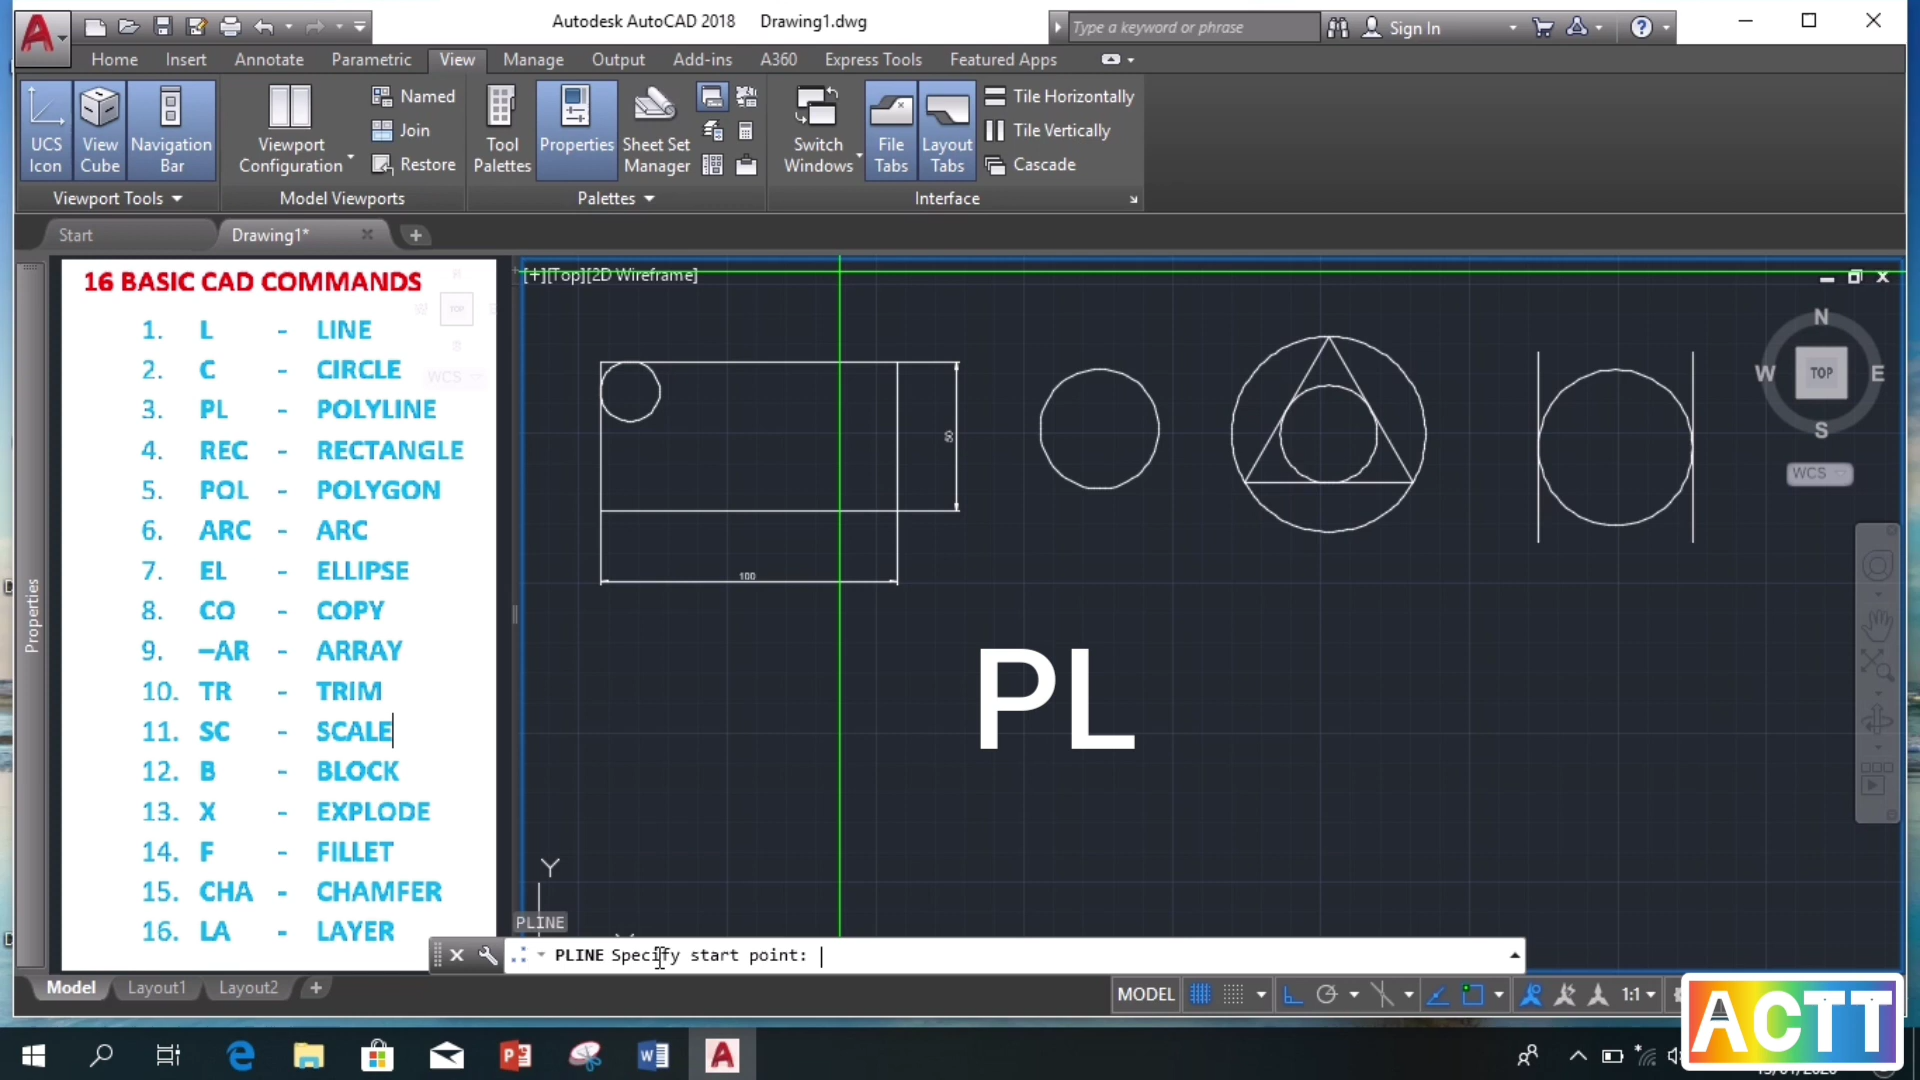 Autodesk AutoCAD 2018 Drawing1.dwg
Type a keyword or phrase
Sign In
Home Insert Annotate Parametric View Manage Output Add-ins A360 Express Tools Featured Apps
UCS Icon
View Cube
Navigation Bar
Viewport Configuration
Named
Join
Restore
Tool Palettes
Properties
Sheet Set Manager
Switch Windows
File Tabs
Layout Tabs
Tile Horizontally
Tile Vertically
Cascade
Viewport Tools
Model Viewports
Palettes
Interface
Start
Drawing1*
Properties
16 BASIC CAD COMMANDS
1. L - LINE
2. C - CIRCLE
3. PL - POLYLINE
4. REC - RECTANGLE
5. POL - POLYGON
6. ARC - ARC
7. EL - ELLIPSE
8. CO - COPY
9. –AR - ARRAY
10. TR - TRIM
11. SC - SCALE
12. B - BLOCK
13. X - EXPLODE
14. F - FILLET
15. CHA - CHAMFER
16. LA - LAYER
TOP
WCS
[+][Top][2D Wireframe]
N
W
TOP
E
S
WCS
100
PL
Y
PLINE
PLINE Specify start point:
Model Layout1 Layout2
MODEL
1:1
ACTT